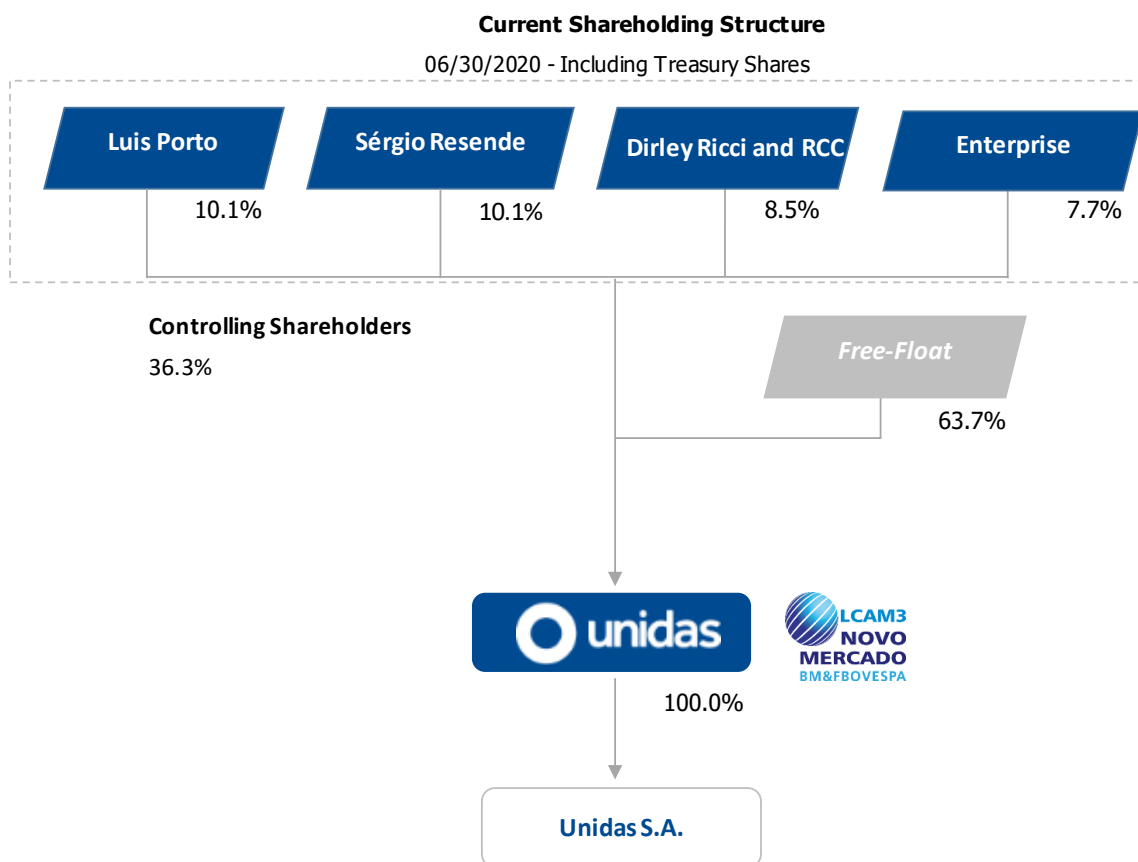 Current Shareholding Structure
06/30/2020 - Including Treasury Shares
Luis Porto
Sérgio Resende
Dirley Ricci and RCC
Enterprise
10.1%
10.1%
8.5%
7.7%
Controlling Shareholders
36.3%
Free-Float
63.7%
unidas
LCAM3
NOVO
MERCADO
BM&FBOVESPA
100.0%
Unidas S.A.